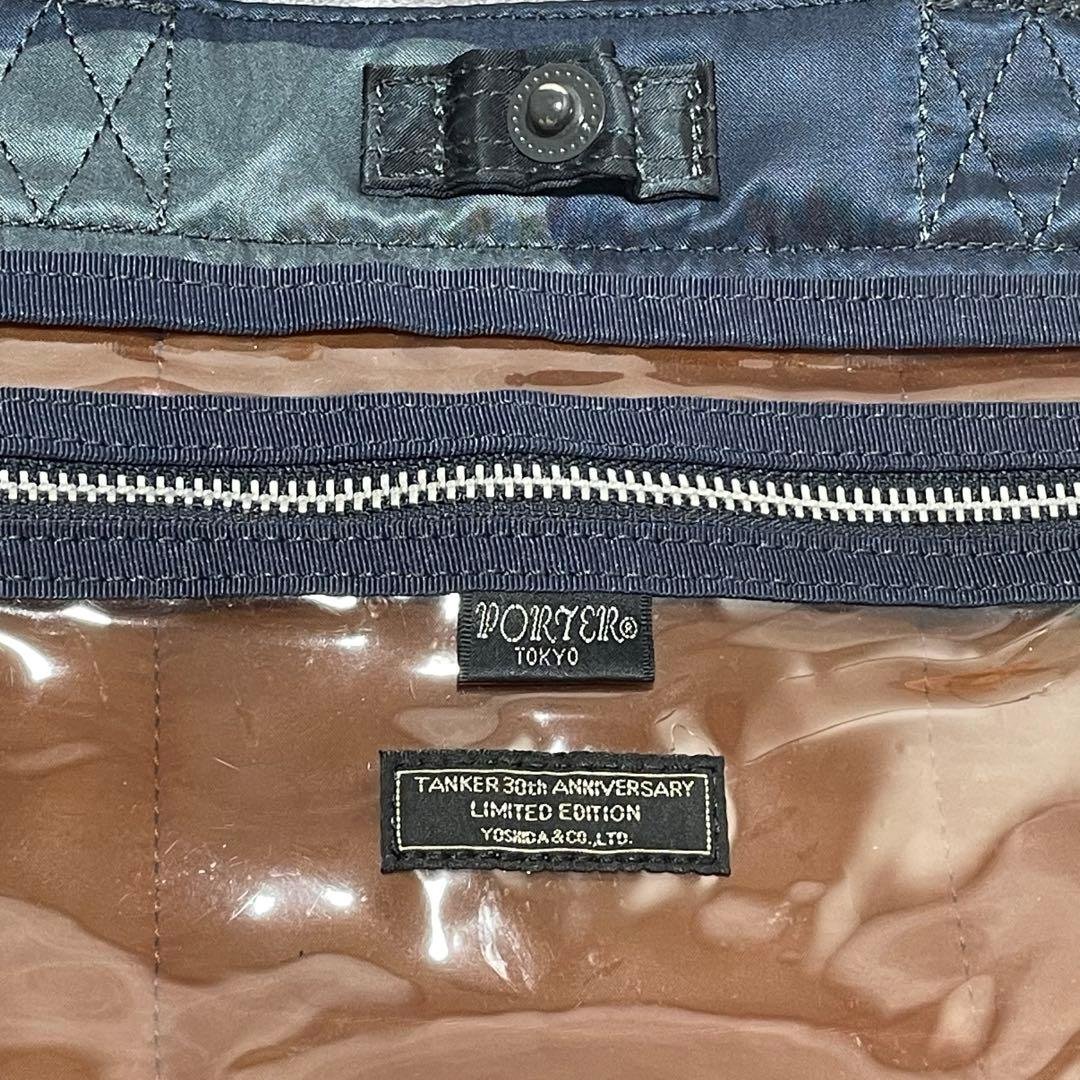 PORTER®
TOKYO
TANKER 30th ANNIVERSARY
LIMITED EDITION
YOSHIDA & CO., LTD.